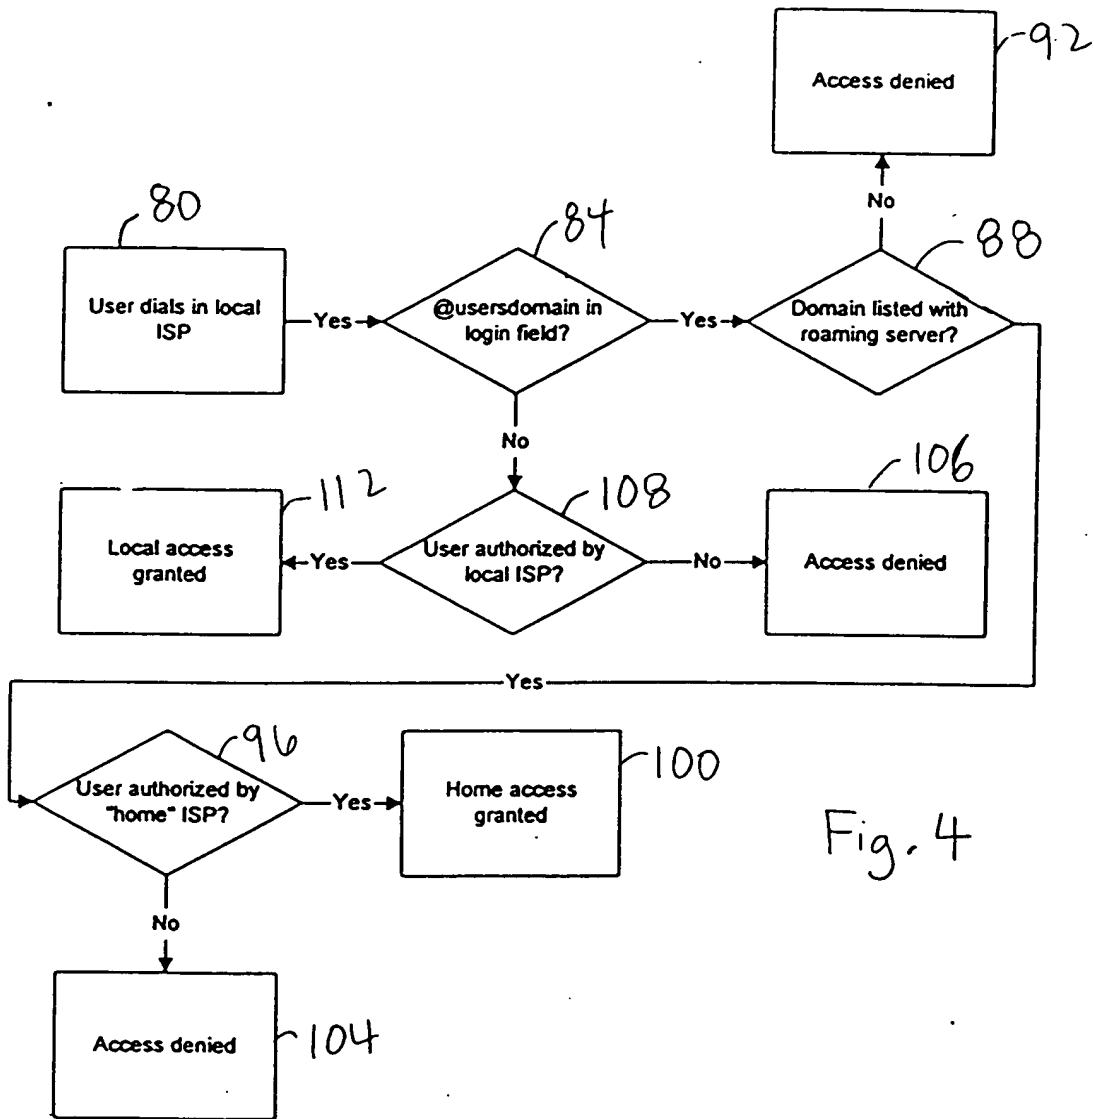 92
Access denied
No
80
84
88
User dials in local
ISP
Yes
@usersdomain in
login field?
Yes
Domain listed with
roaming server?
No
112
108
106
Local access
granted
Yes
User authorized by
local ISP?
No
Access denied
Yes
96
100
User authorized by
"home" ISP?
Yes
Home access
granted
Fig. 4
No
Access denied
104